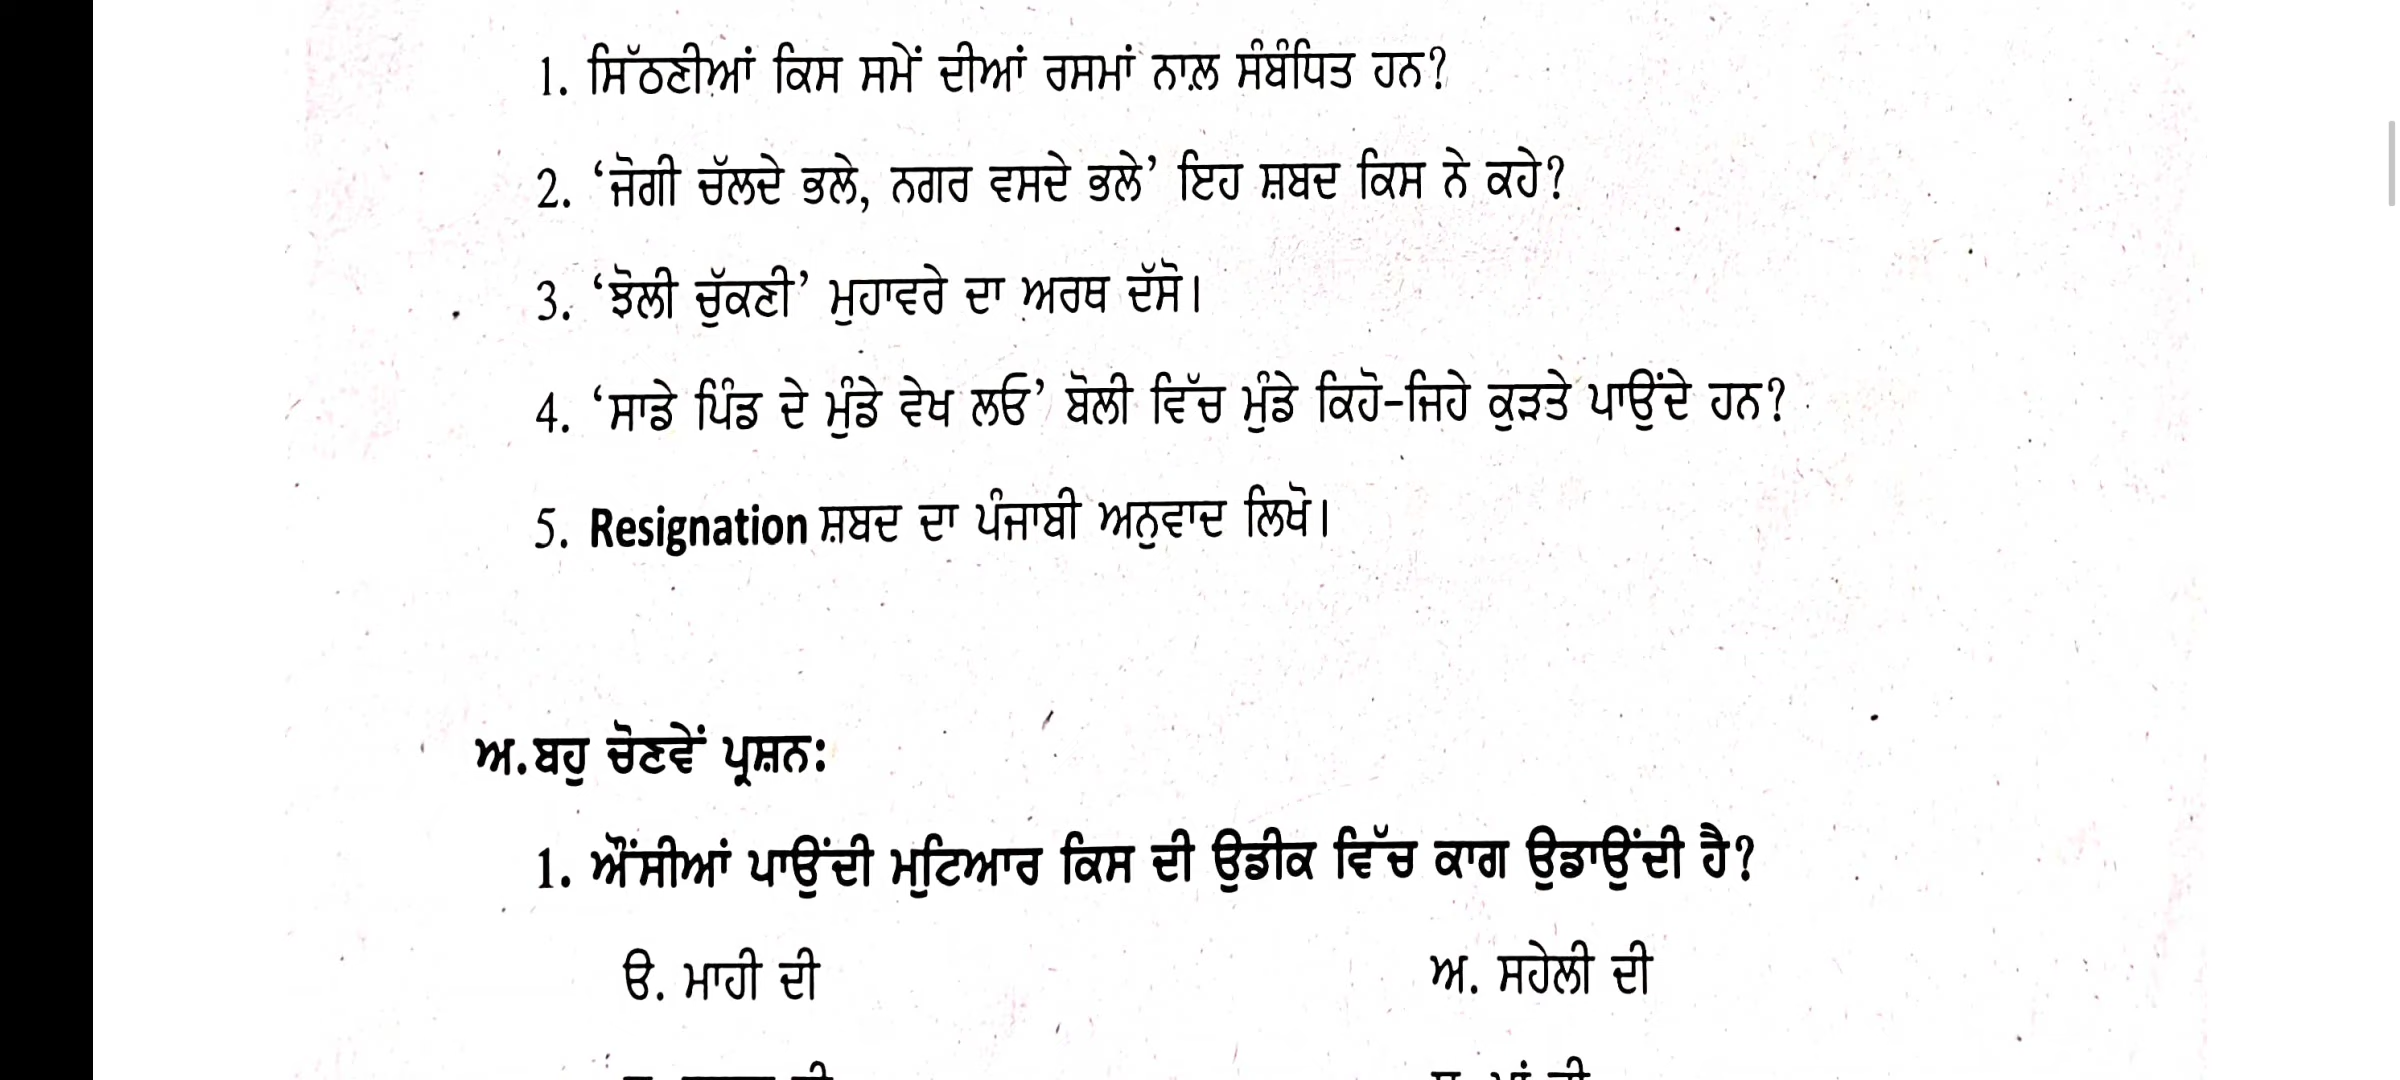 1. ਸਿੱਠਣੀਆਂ ਕਿਸ ਸਮੇਂ ਦੀਆਂ ਰਸਮਾਂ ਨਾਲ਼ ਸੰਬੰਧਿਤ ਹਨ?
2. ‘ਜੋਗੀ ਚੱਲਦੇ ਭਲੇ, ਨਗਰ ਵਸਦੇ ਭਲੇ’ ਇਹ ਸ਼ਬਦ ਕਿਸ ਨੇ ਕਹੇ?
3. ‘ਝੋਲੀ ਚੁੱਕਣੀ’ ਮੁਹਾਵਰੇ ਦਾ ਅਰਥ ਦੱਸੋ।
4. ‘ਸਾਡੇ ਪਿੰਡ ਦੇ ਮੁੰਡੇ ਵੇਖ ਲਓ’ ਬੋਲੀ ਵਿੱਚ ਮੁੰਡੇ ਕਿਹੋ-ਜਿਹੇ ਕੁੜਤੇ ਪਾਉਂਦੇ ਹਨ?
5. Resignation ਸ਼ਬਦ ਦਾ ਪੰਜਾਬੀ ਅਨੁਵਾਦ ਲਿਖੋ।
ਅ. ਬਹੁ ਚੋਣਵੇਂ ਪ੍ਰਸ਼ਨ:
1. ਔਂਸੀਆਂ ਪਾਉਂਦੀ ਮੁਟਿਆਰ ਕਿਸ ਦੀ ਉਡੀਕ ਵਿੱਚ ਕਾਗ ਉਡਾਉਂਦੀ ਹੈ?
ੳ. ਮਾਹੀ ਦੀ ਅ. ਸਹੇਲੀ ਦੀ